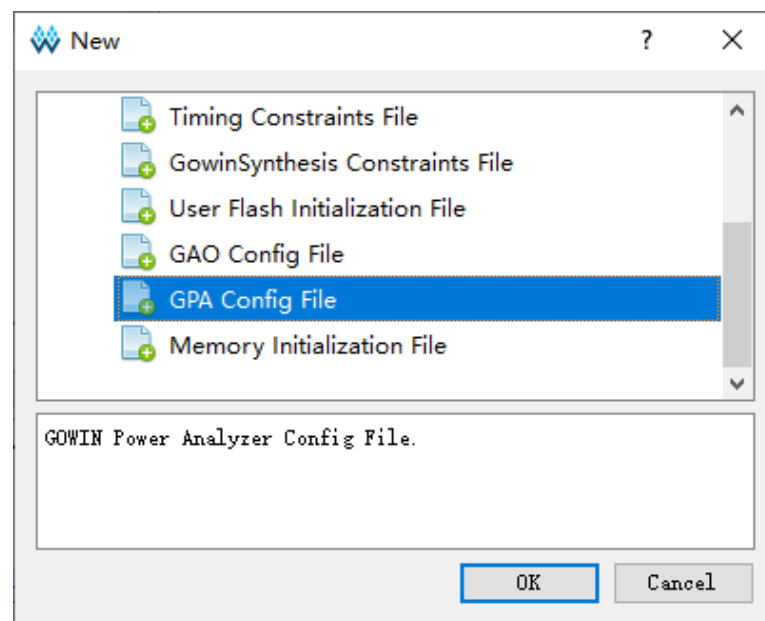 New
Timing Constraints File
GowinSynthesis Constraints File
User Flash Initialization File
GAO Config File
GPA Config File
Memory Initialization File
GOWIN Power Analyzer Config File.
OK Cancel